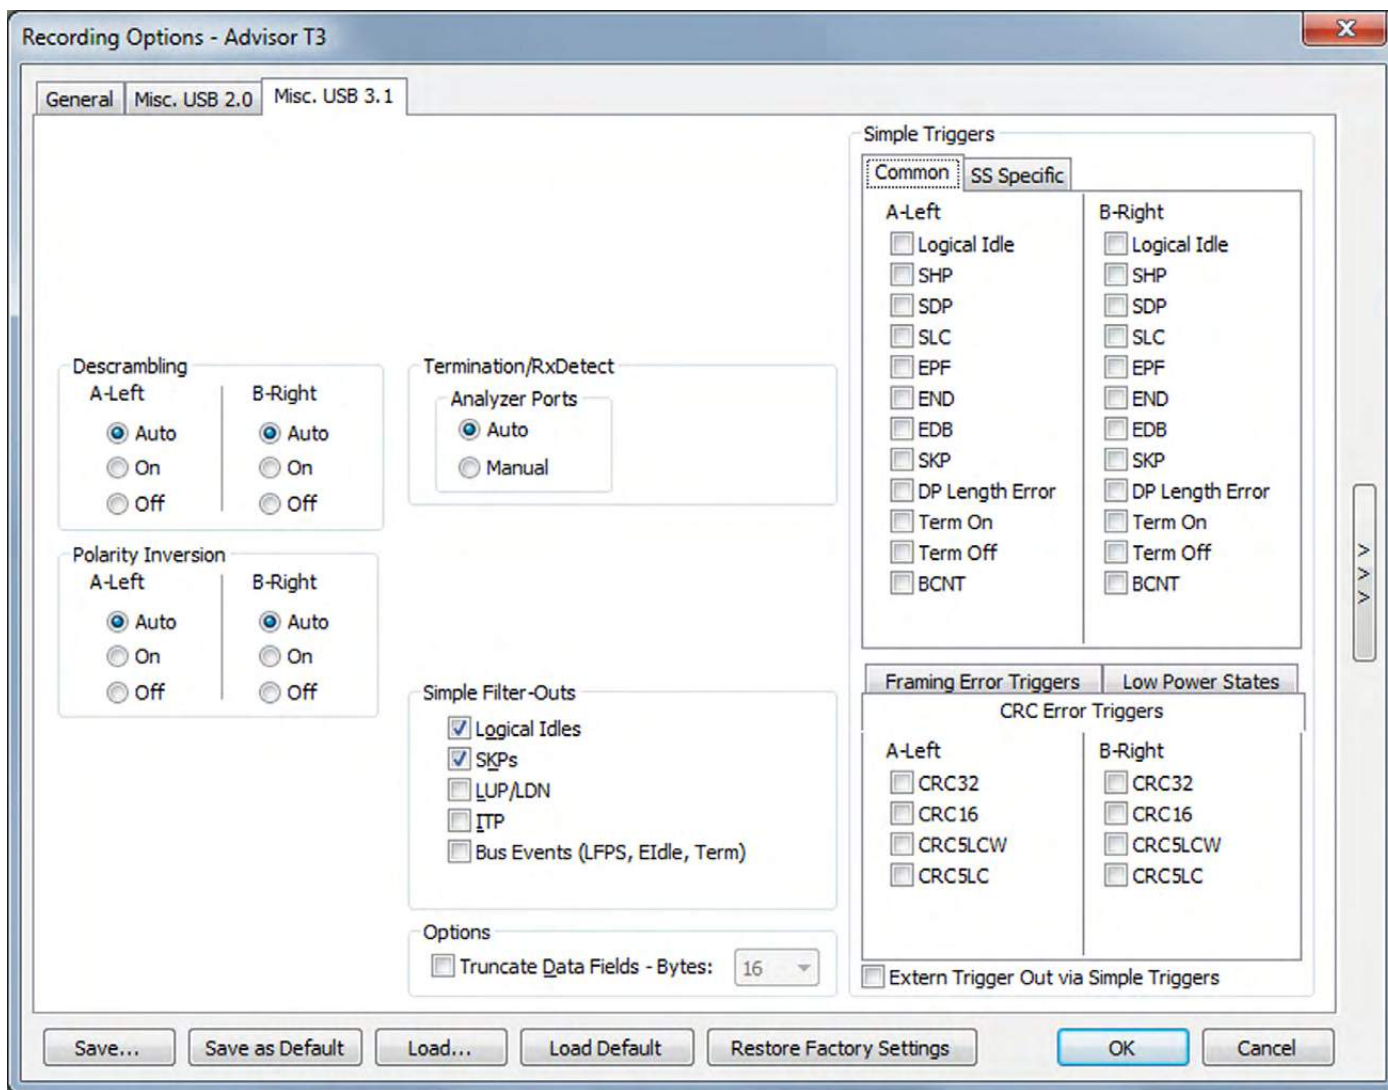 Recording Options - Advisor T3
X
General
Misc. USB 2.0
Misc. USB 3.1
Descrambling
A-Left
B-Right
Auto
Auto
On
On
Off
Off
Polarity Inversion
A-Left
B-Right
Auto
Auto
On
On
Off
Off
Termination/RxDetect
Analyzer Ports
Auto
Manual
Simple Filter-Outs
Logical Idles
SKPs
LUP/LDN
ITP
Bus Events (LFPS, EIdle, Term)
Options
Truncate Data Fields - Bytes:
16
Simple Triggers
Common
SS Specific
A-Left
Logical Idle
SHP
SDP
SLC
EPF
END
EDB
SKP
DP Length Error
Term On
Term Off
BCNT
B-Right
Logical Idle
SHP
SDP
SLC
EPF
END
EDB
SKP
DP Length Error
Term On
Term Off
BCNT
Framing Error Triggers
Low Power States
CRC Error Triggers
A-Left
CRC32
CRC16
CRC5LCW
CRC5LC
B-Right
CRC32
CRC16
CRC5LCW
CRC5LC
Extern Trigger Out via Simple Triggers
>
>
>
Save...
Save as Default
Load...
Load Default
Restore Factory Settings
OK
Cancel